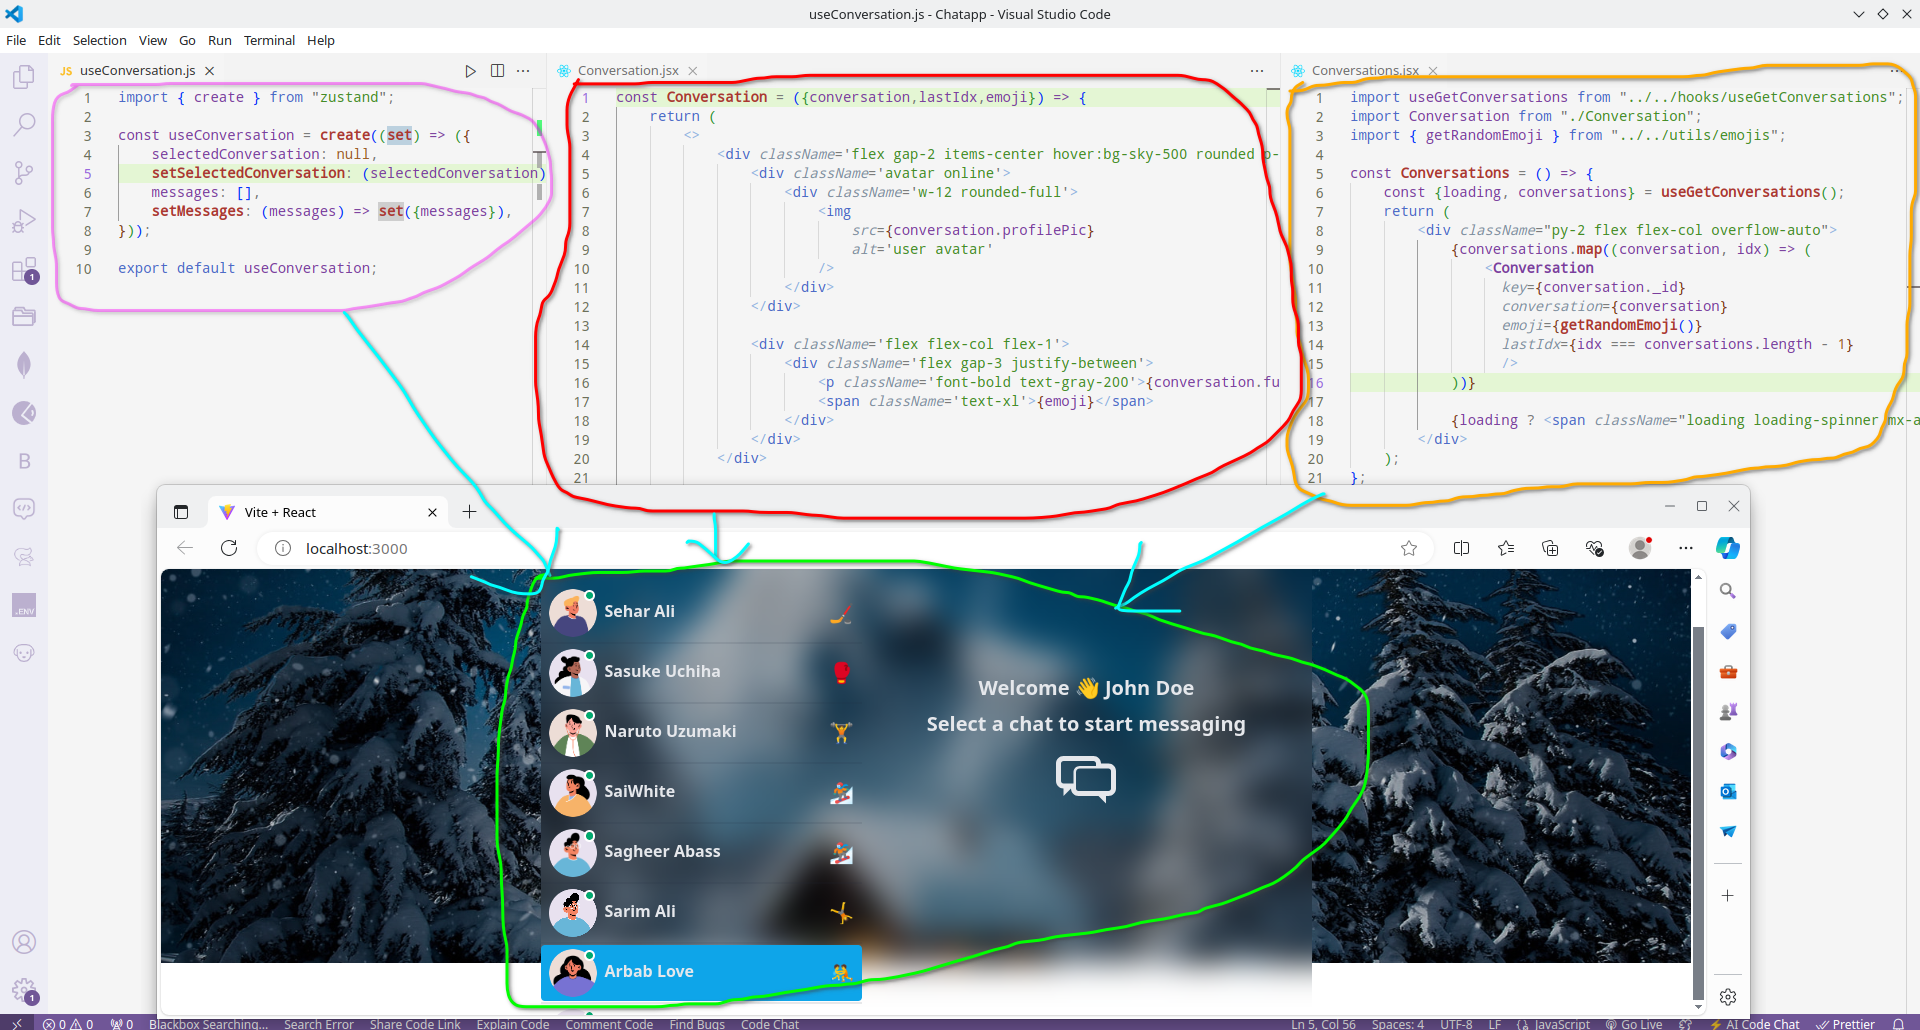 useConversation.js - Chatapp - Visual Studio Code
File Edit Selection View Go Run Terminal Help
JS useConversation.js
1 import { create } from "zustand";
2
3 const useConversation = create((set) => ({
4 selectedConversation: null,
5 setSelectedConversation: (selectedConversation)
6 messages: [],
7 setMessages: (messages) => set({messages}),
8 }));
9
10 export default useConversation;
Conversation.jsx
1 const Conversation = ({conversation,lastIdx,emoji}) => {
2 return (
3 <>
4 <div className='flex gap-2 items-center hover:bg-sky-500 rounded p-
5 <div className='avatar online'>
6 <div className='w-12 rounded-full'>
7 <img
8 src={conversation.profilePic}
9 alt='user avatar'
10 />
11 </div>
12 </div>
13
14 <div className='flex flex-col flex-1'>
15 <div className='flex gap-3 justify-between'>
16 <p className='font-bold text-gray-200'>{conversation.fu
17 <span className='text-xl'>{emoji}</span>
18 </div>
19 </div>
20 </div>
21
Conversations.jsx
1 import useGetConversations from "../../hooks/useGetConversations";
2 import Conversation from "./Conversation";
3 import { getRandomEmoji } from "../../utils/emojis";
4
5 const Conversations = () => {
6 const {loading, conversations} = useGetConversations();
7 return (
8 <div className="py-2 flex flex-col overflow-auto">
9 {conversations.map((conversation, idx) => (
10 <Conversation
11 key={conversation._id}
12 conversation={conversation}
13 emoji={getRandomEmoji()}
14 lastIdx={idx === conversations.length - 1}
15 />
16 ))}
17
18 {loading ? <span className="loading loading-spinner mx-a
19 </div>
20 );
21 };
1
B
.ENV
1
Vite + React
localhost:3000
Sehar Ali
Sasuke Uchiha
Naruto Uzumaki
SaiWhite
Sagheer Abass
Sarim Ali
Arbab Love
Welcome 👋 John Doe
Select a chat to start messaging
0 0 0 Blackbox Searching... Search Error Share Code Link Explain Code Comment Code Find Bugs Code Chat Ln 5, Col 56 Spaces: 4 UTF-8 LF {} JavaScript Go Live AI Code Chat Prettier